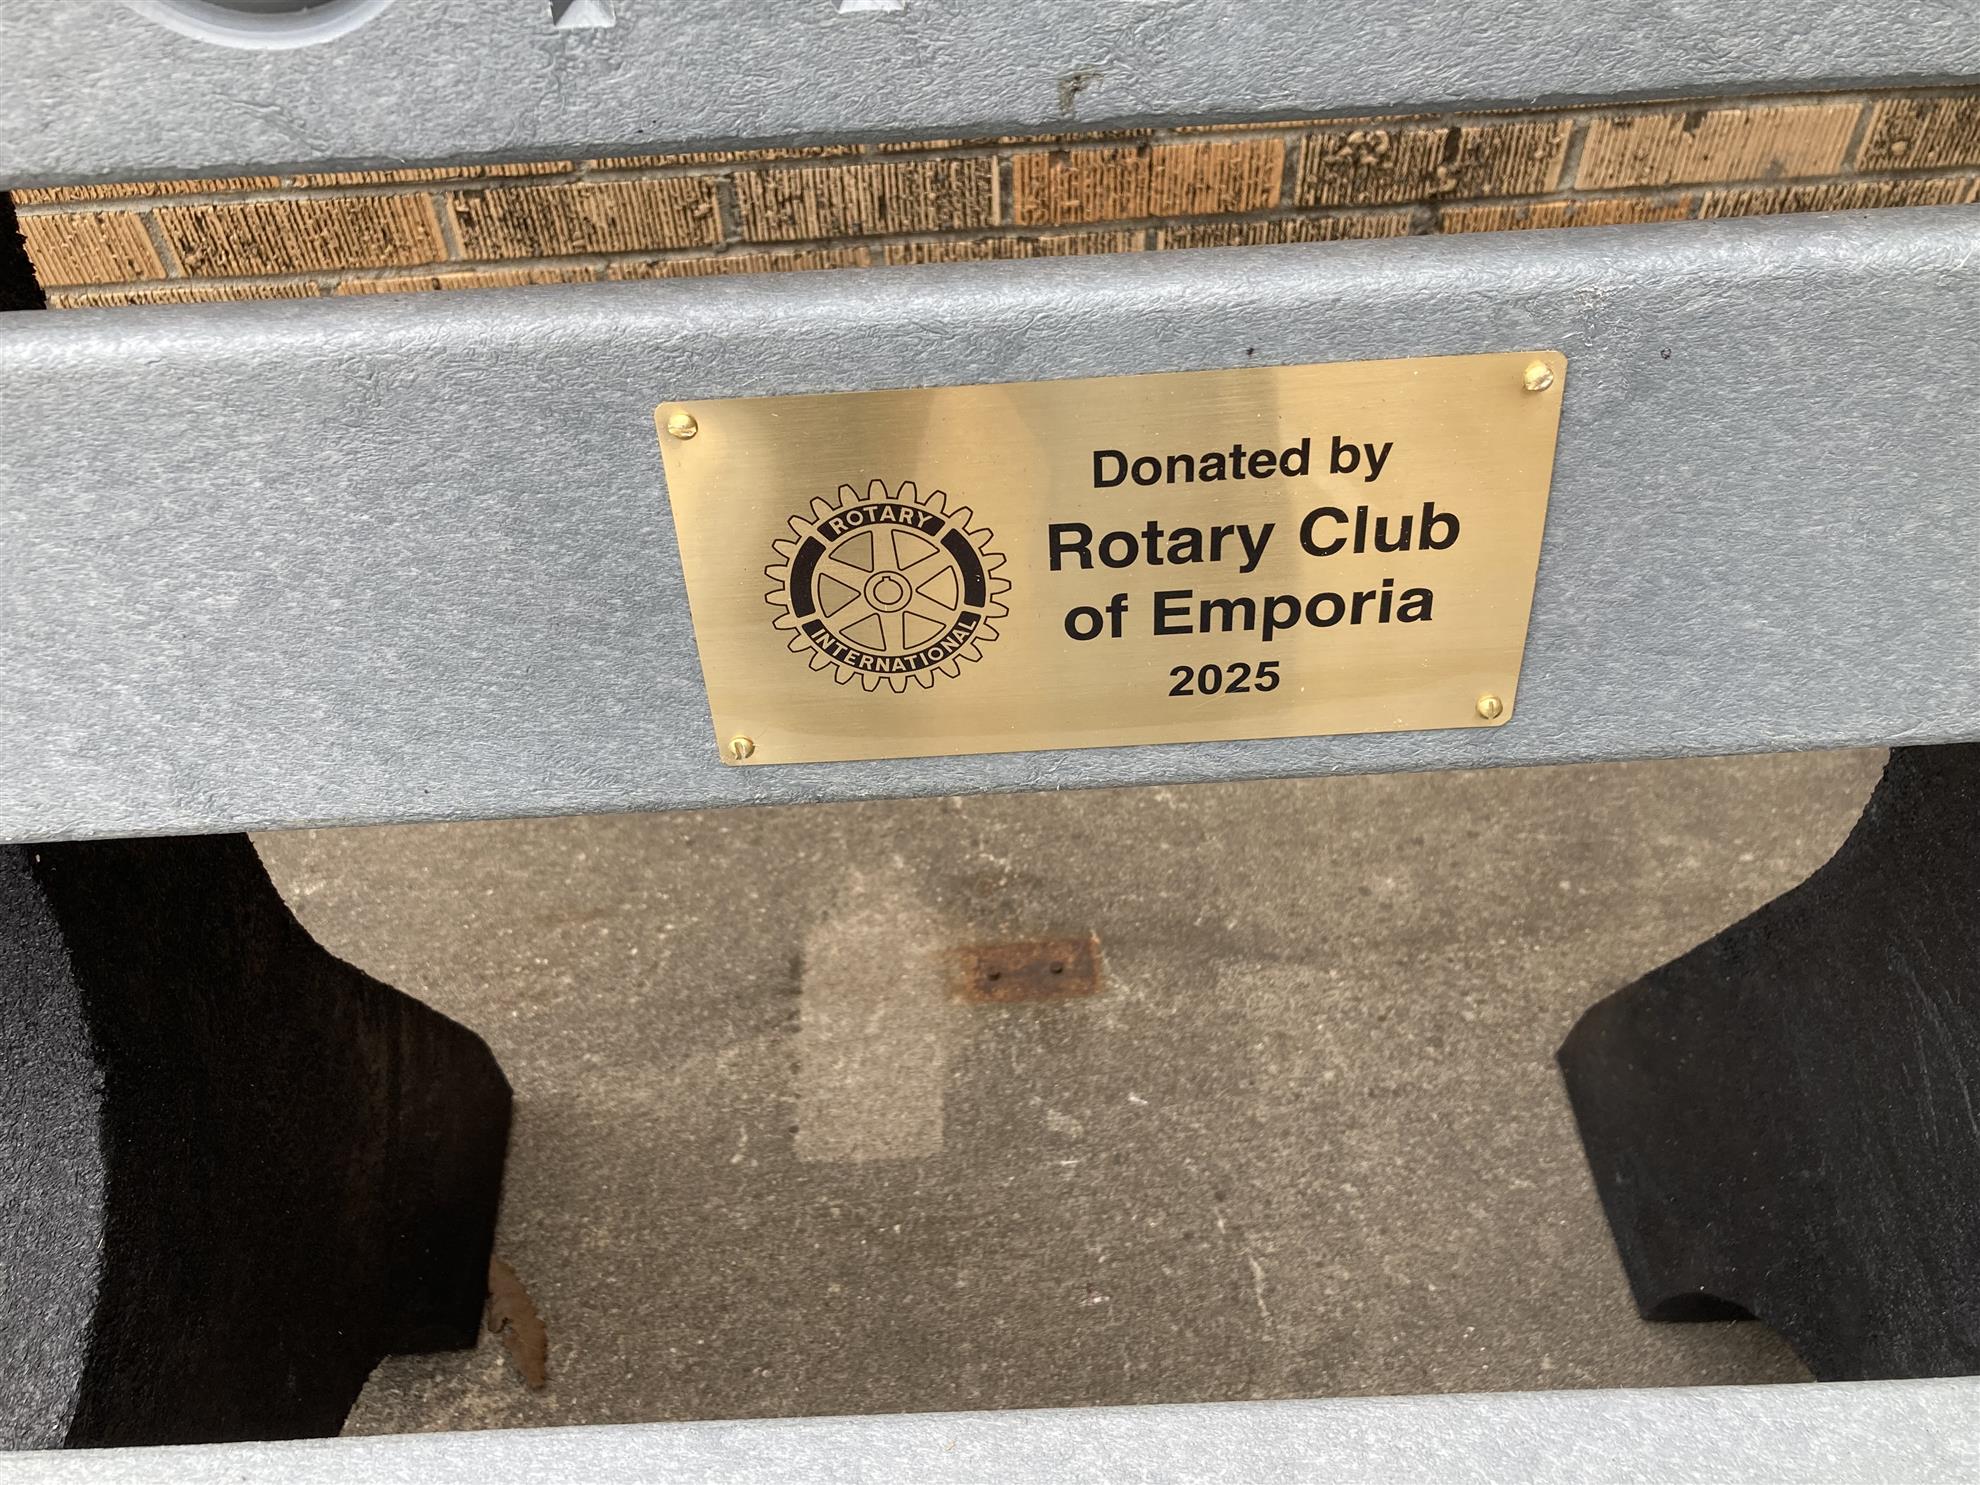 Donated by
Rotary Club
of Emporia
2025
ROTARY
INTERNATIONAL